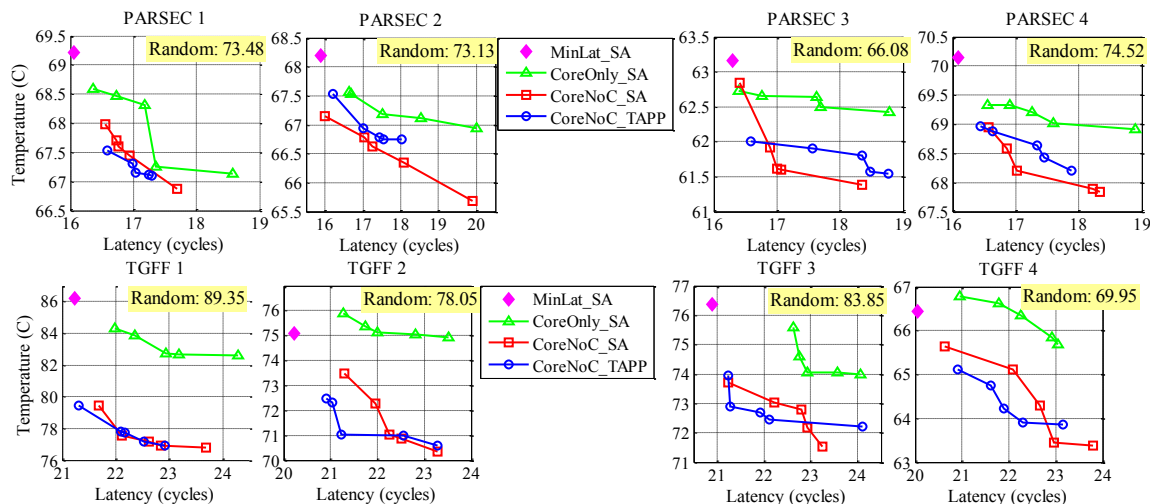 PARSEC 1
PARSEC 2
PARSEC 3
PARSEC 4
Random: 73.48
Random: 73.13
Random: 66.08
Random: 74.52
MinLat_SA
CoreOnly_SA
CoreNoC_SA
CoreNoC_TAPP
Temperature (C)
69.5
69
68.5
68
67.5
67
66.5
16
17
18
19
Latency (cycles)
68.5
68
67.5
67
66.5
66
65.5
16
17
18
19
20
Latency (cycles)
63.5
63
62.5
62
61.5
61
16
17
18
19
Latency (cycles)
70.5
70
69.5
69
68.5
68
67.5
16
17
18
19
Latency (cycles)
TGFF 1
TGFF 2
TGFF 3
TGFF 4
Random: 89.35
Random: 78.05
Random: 83.85
Random: 69.95
MinLat_SA
CoreOnly_SA
CoreNoC_SA
CoreNoC_TAPP
Temperature (C)
86
84
82
80
78
76
21
22
23
24
Latency (cycles)
76
75
74
73
72
71
70
20
21
22
23
24
Latency (cycles)
77
76
75
74
73
72
71
21
22
23
24
Latency (cycles)
67
66
65
64
63
20
21
22
23
24
Latency (cycles)